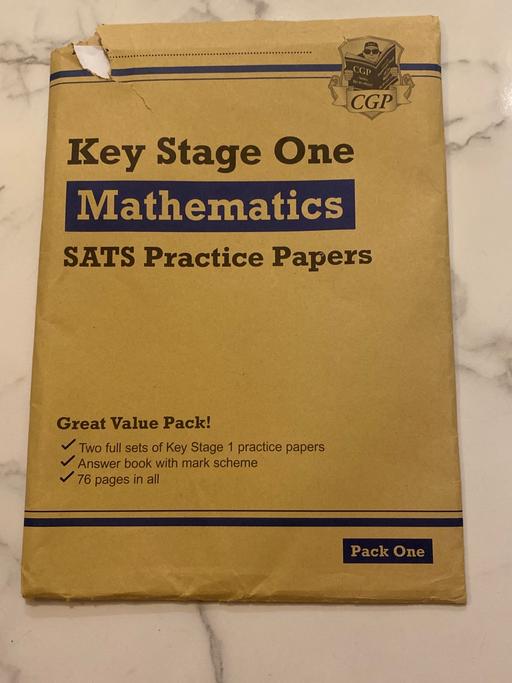 CGP
CGP
Key Stage One
Mathematics
SATS Practice Papers
Great Value Pack!
Two full sets of Key Stage 1 practice papers
Answer book with mark scheme
76 pages in all
Pack One